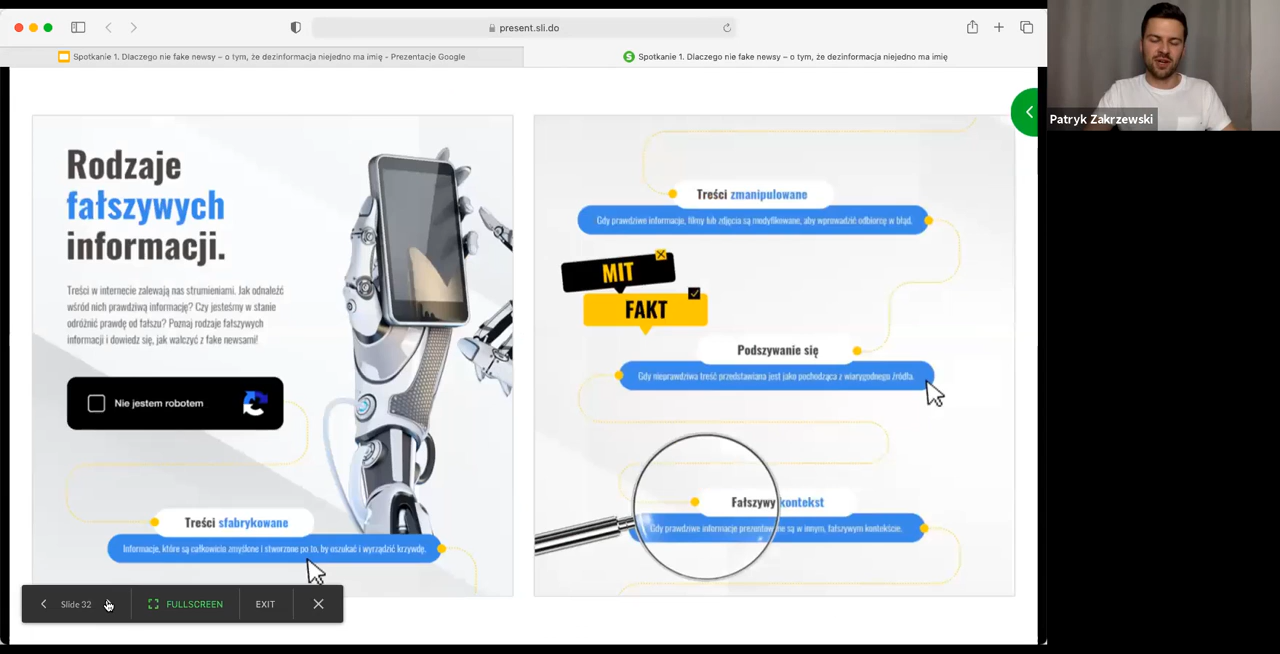 present.sli.do
Spotkanie 1. Dlaczego nie fake newsy – o tym, że dezinformacja niejedno ma imię - Prezentacje Google
S
Spotkanie 1. Dlaczego nie fake newsy – o tym, że dezinformacja niejedno ma imię
Patryk Zakrzewski
Rodzaje
fałszywych
informacji.
Treści w internecie zalewają nas strumieniami. Jak odnaleźć
wśród nich prawdziwą informację? Czy jesteśmy w stanie
odróżnić prawdę od fałszu? Poznaj rodzaje fałszywych
informacji i dowiedz się, jak walczyć z fake newsami!
Nie jestem robotem
Treści sfabrykowane
Informacje, które są całkowicie zmyślone i stworzone po to, by oszukać i wyrządzić krzywdę.
Treści zmanipulowane
Gdy prawdziwe informacje, filmy lub zdjęcia są modyfikowane, aby wprowadzić odbiorcę w błąd.
MIT
FAKT
Podszywanie się
Gdy nieprawdziwa treść przedstawiana jest jako pochodząca z wiarygodnego źródła.
Fałszywy kontekst
Gdy prawdziwe informacje prezentowane są w innym, fałszywym kontekście.
Slide 32
FULLSCREEN
EXIT